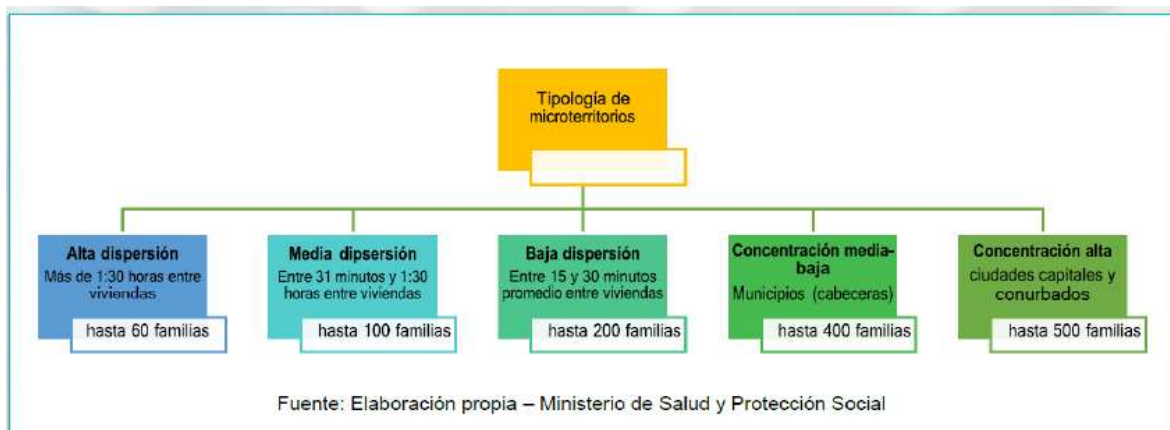 Tipología de
microterritorios
Alta dispersión
Más de 1:30 horas entre
viviendas
hasta 60 familias
Media dipsersión
Entre 31 minutos y 1:30
horas entre viviendas
hasta 100 familias
Baja dispersión
Entre 15 y 30 minutos
promedio entre viviendas
hasta 200 familias
Concentración media-
baja
Municipios (cabeceras)
hasta 400 familias
Concentración alta
ciudades capitales y
conurbados
hasta 500 familias
Fuente: Elaboración propia – Ministerio de Salud y Protección Social